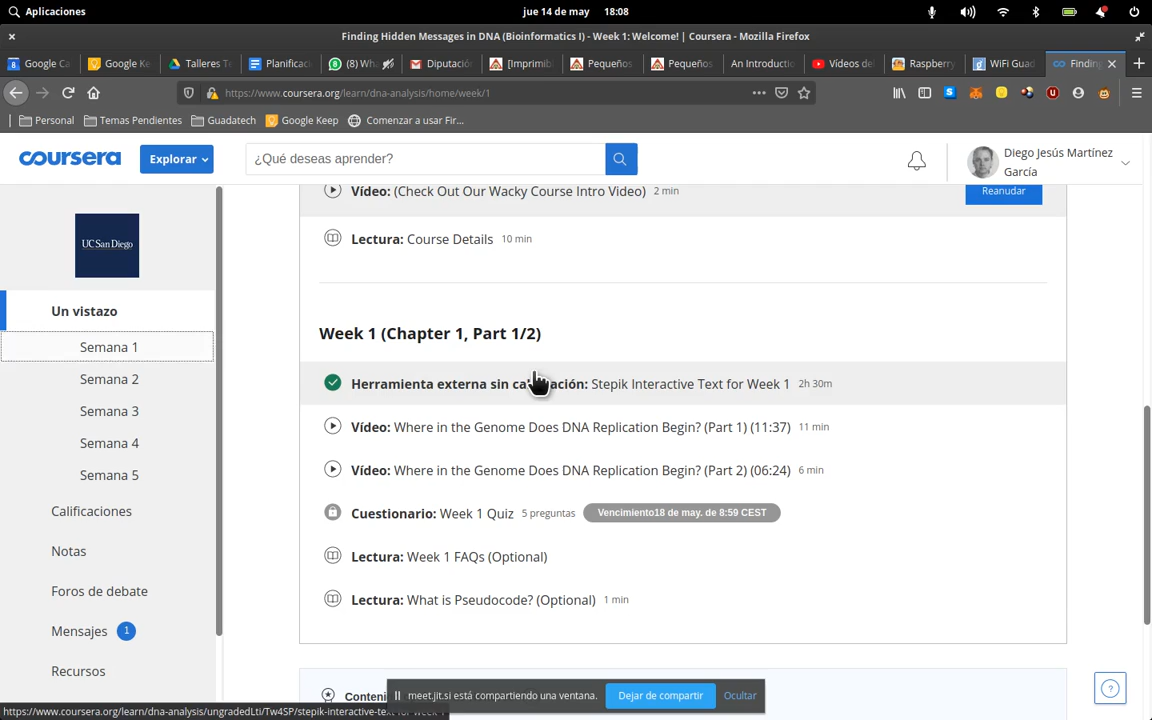 Aplicaciones
jue 14 de may 18:08
Finding Hidden Messages in DNA (Bioinformatics I) - Week 1: Welcome! | Coursera - Mozilla Firefox
Google Ca
Google Ke
Talleres T
Planificac
(8) Wh
Diputació
[Imprimib
Pequeños
Pequeños
An Introductio
Vídeos de
Raspberry
WiFi Guad
Finding
https://www.coursera.org/learn/dna-analysis/home/week/1
Personal
Temas Pendientes
Guadatech
Google Keep
Comenzar a usar Fir...
coursera
Explorar
¿Qué deseas aprender?
Diego Jesús Martínez
García
UC San Diego
Un vistazo
Semana 1
Semana 2
Semana 3
Semana 4
Semana 5
Calificaciones
Notas
Foros de debate
Mensajes 1
Recursos
Vídeo: (Check Out Our Wacky Course Intro Video) 2 min
Reanudar
Lectura: Course Details 10 min
Week 1 (Chapter 1, Part 1/2)
Herramienta externa sin ca ación: Stepik Interactive Text for Week 1 2h 30m
Vídeo: Where in the Genome Does DNA Replication Begin? (Part 1) (11:37) 11 min
Vídeo: Where in the Genome Does DNA Replication Begin? (Part 2) (06:24) 6 min
Cuestionario: Week 1 Quiz 5 preguntas Vencimiento18 de may. de 8:59 CEST
Lectura: Week 1 FAQs (Optional)
Lectura: What is Pseudocode? (Optional) 1 min
Conteni
meet.jit.si está compartiendo una ventana.
Dejar de compartir
Ocultar
https://www.coursera.org/learn/dna-analysis/ungradedLti/Tw4SP/stepik-interactive-text-for-week-1